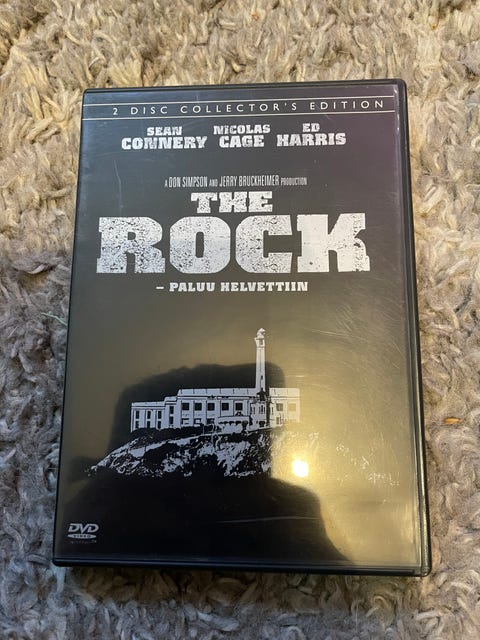 2 DISC COLLECTOR'S EDITION
SEAN CONNERY NICOLAS CAGE ED HARRIS
A DON SIMPSON AND JERRY BRUCKHEIMER PRODUCTION
THE
ROCK
– PALUU HELVETTIIN
DVD
VIDEO